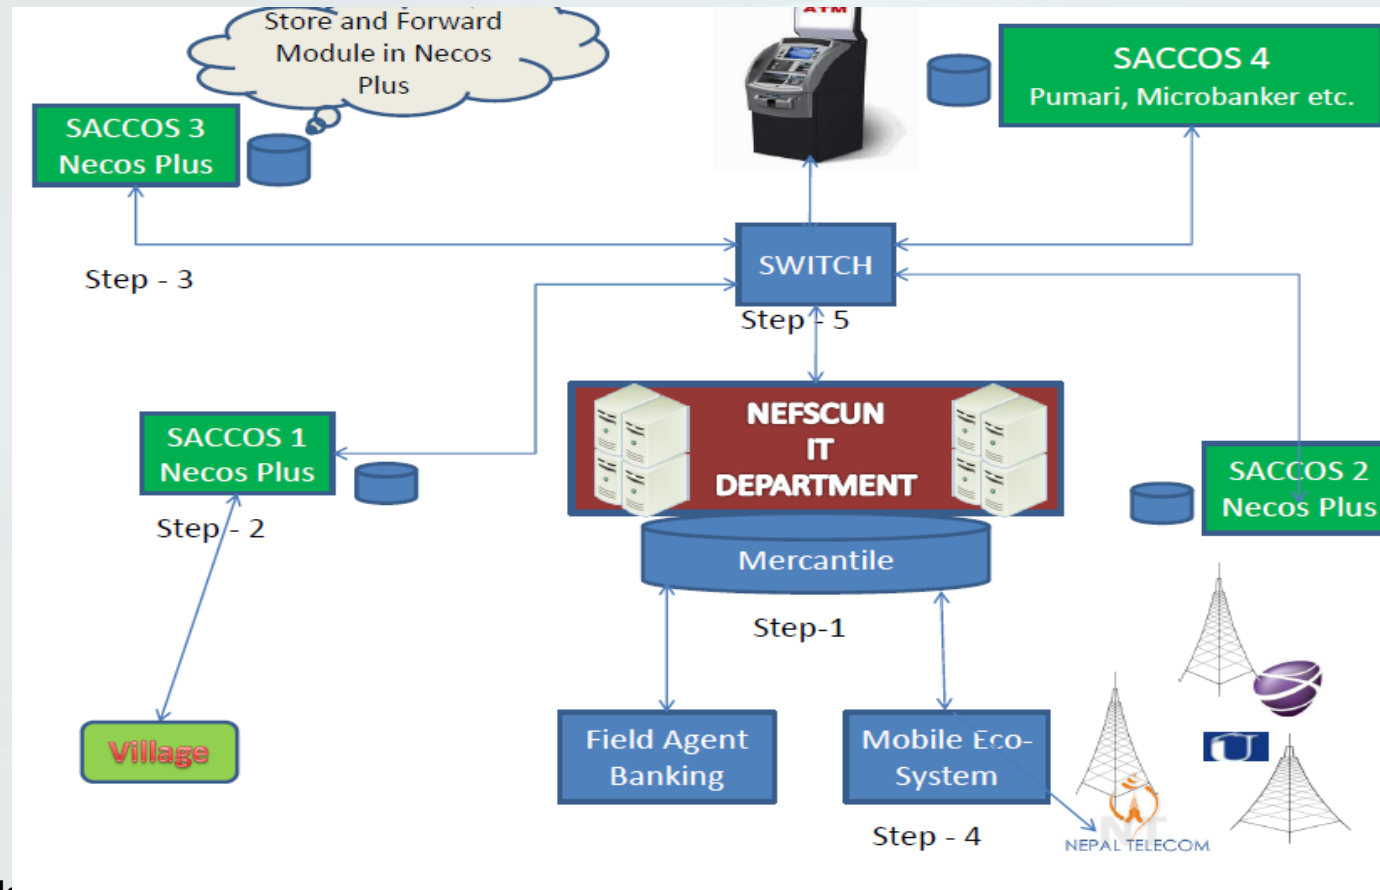 Store and Forward
Module in Necos
Plus
ATM
SACCOS 4
Pumari, Microbanker etc.
SACCOS 3
Necos Plus
SWITCH
Step - 3
Step - 5
NEFSCUN
IT
DEPARTMENT
SACCOS 1
Necos Plus
SACCOS 2
Necos Plus
Step - 2
Mercantile
Step-1
Village
Field Agent
Banking
Mobile Eco-
System
U
Step - 4
NT
NEPAL TELECOM